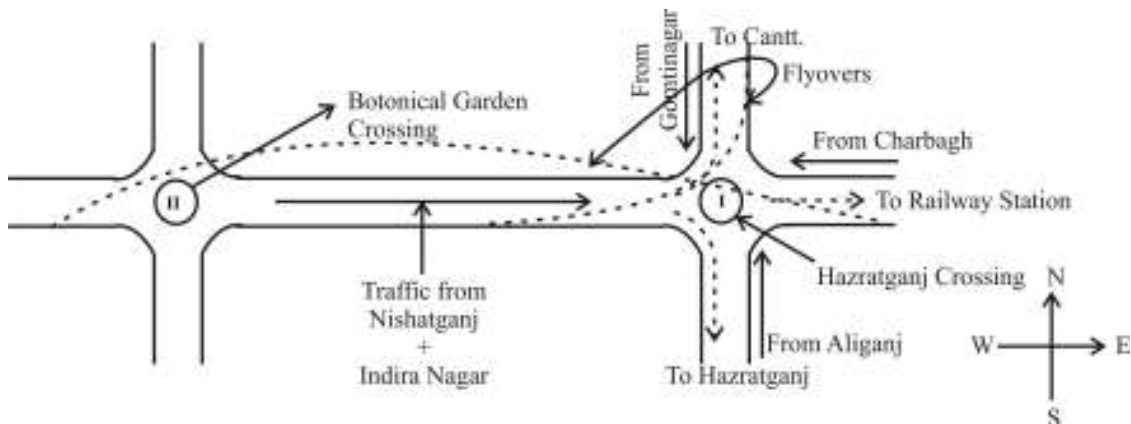 To Cantt.
From
Gomtinagar
Flyovers
Botonical Garden
Crossing
From Charbagh
II
I
To Railway Station
Hazratganj Crossing
Traffic from
Nishatganj
+
Indira Nagar
From Aliganj
To Hazratganj
N
W
E
S